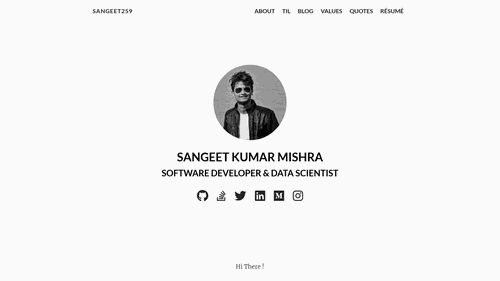 SANGEET259
ABOUT TIL BLOG VALUES QUOTES RÉSUMÉ
SANGEET KUMAR MISHRA
SOFTWARE DEVELOPER & DATA SCIENTIST
Hi There !